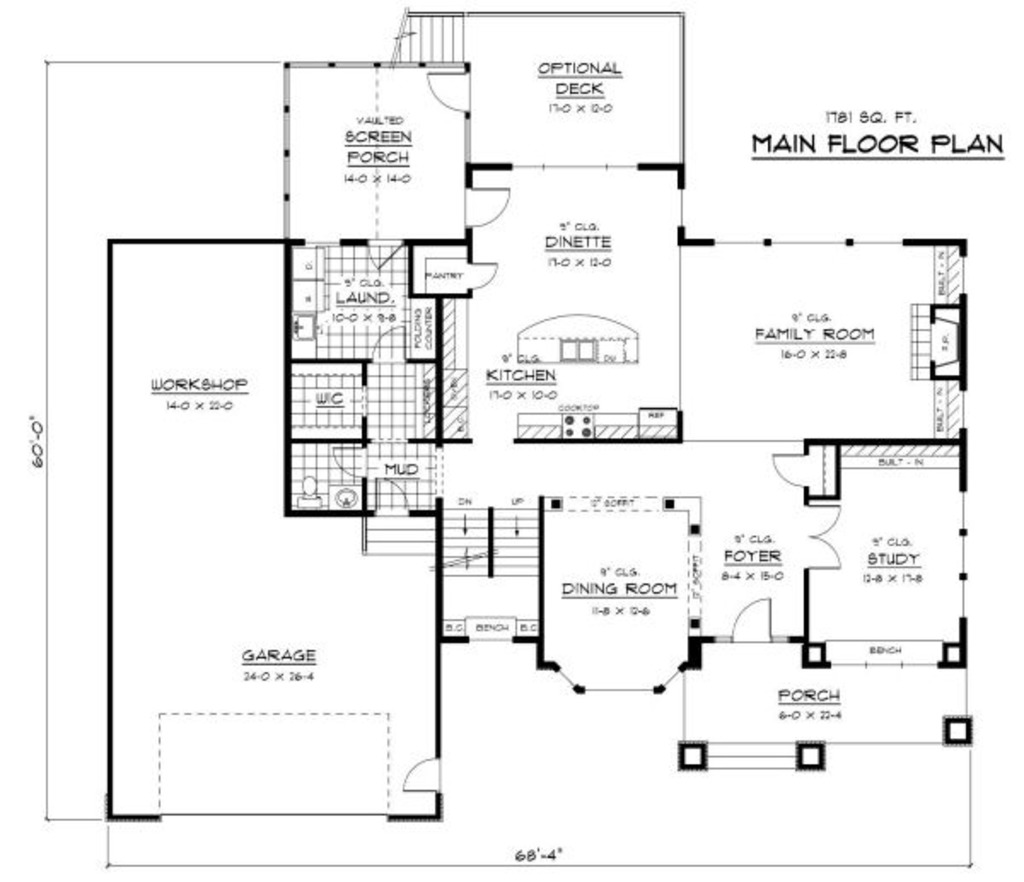 OPTIONAL
DECK
17-0 X 12-0
1781 SQ. FT.
MAIN FLOOR PLAN
VAULTED
SCREEN
PORCH
14-0 X 14-0
9' CLG.
DINETTE
17-0 X 12-0
PANTRY
D.
9' CLG.
LAUND.
10-0 X 9-8
FOLDING
COUNTER
BUILT - IN
9' CLG.
FAMILY ROOM
16-0 X 22-8
F.P.
BUILT - IN
DW
9' CLG.
KITCHEN
17-0 X 10-0
COOKTOP
REF
WORKSHOP
14-0 X 22-0
WIC
LOCKERS
B.C.
60'-0"
MUD
BUILT - IN
DN
UP
12" SOFFIT
12" SOFFIT
9' CLG.
FOYER
8-4 X 15-0
9' CLG.
STUDY
12-8 X 17-8
9' CLG.
DINING ROOM
11-8 X 12-6
B.C.
BENCH
B.C.
BENCH
GARAGE
24-0 X 26-4
PORCH
6-0 X 22-4
68'-4"